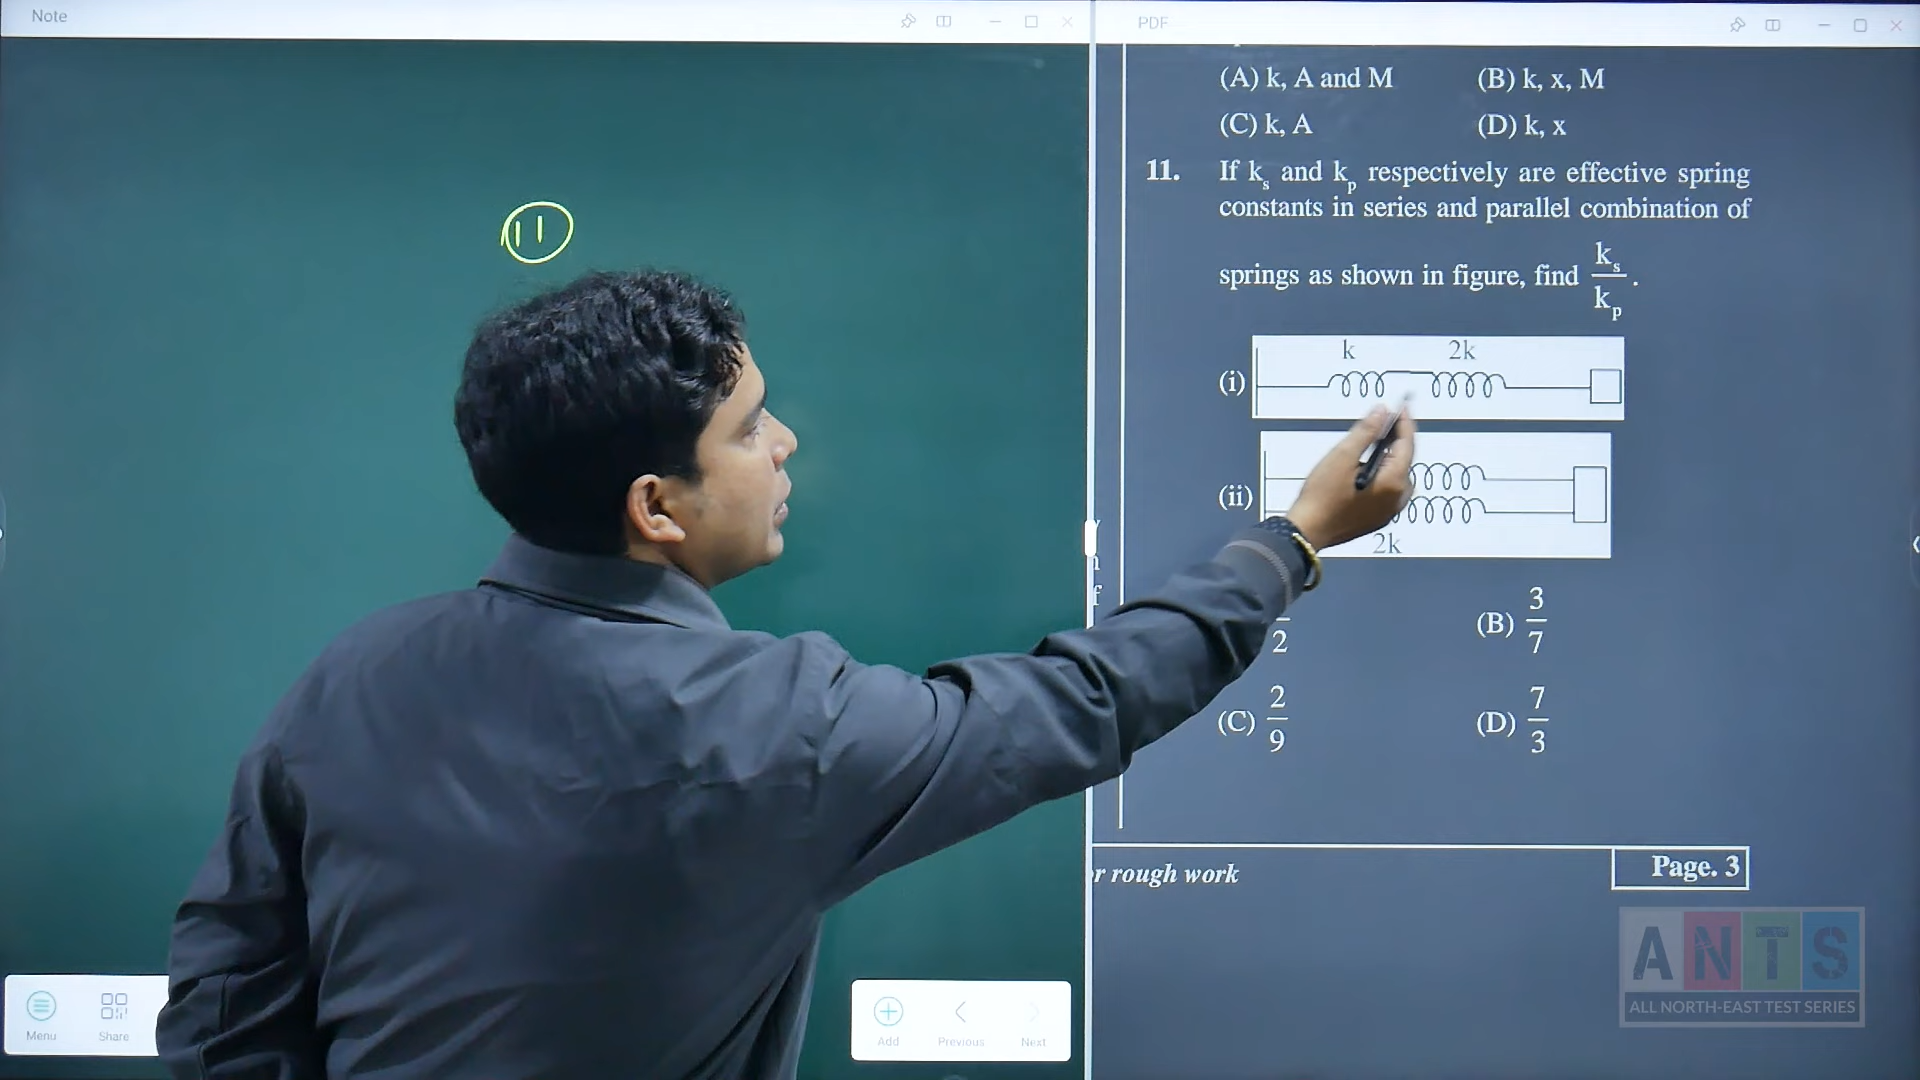 Note
PDF
(A) k, A and M (B) k, x, M
(C) k, A (D) k, x
11. If kₛ and kₚ respectively are effective spring
constants in series and parallel combination of
springs as shown in figure, find kₛ/kₚ.
(i) k 2k
(ii)
2k
2 (B) 3/7
(C) 2/9 (D) 7/3
r rough work
Page. 3
11
ANTS
ALL NORTH-EAST TEST SERIES
Menu Share Add Previous Next